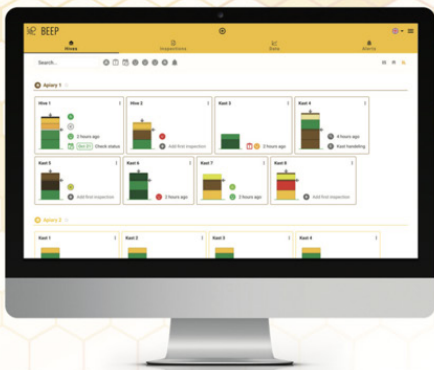 BEEP
Hives
Inspections
Data
Alerts
Search...
Apiary 1
Hive 1
2 hours ago
Nov 21 Check status
Hive 2
Add first inspection
Kast 3
2 hours ago
Kast 4
4 hours ago
Kast handeling
Kast 5
Add first inspection
Kast 6
2 hours ago
Kast 7
2 hours ago
Kast 8
Add first inspection
Apiary 2
Kast 1
Kast 2
Kast 3
Kast 4